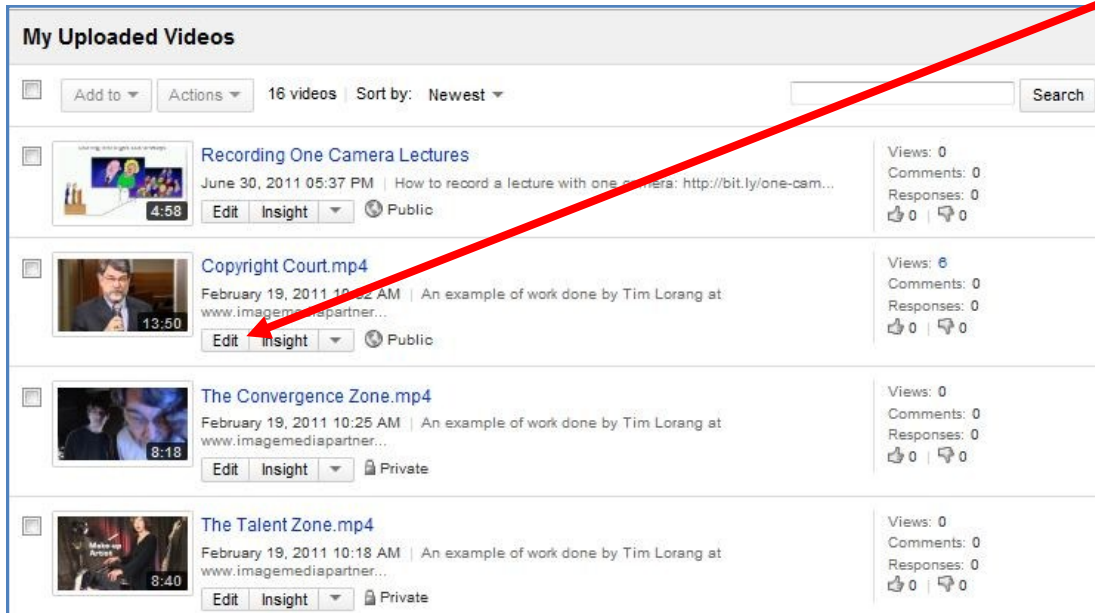 My Uploaded Videos
Add to Actions 16 videos Sort by: Newest Search
Recording One Camera Lectures
June 30, 2011 05:37 PM | How to record a lecture with one camera: http://bit.ly/one-cam...
4:58
Edit Insight Public
Views: 0
Comments: 0
Responses: 0
0 | 0
Copyright Court.mp4
February 19, 2011 AM | An example of work done by Tim Lorang at
www.imagemediapartner...
13:50
Edit Insight Public
Views: 6
Comments: 0
Responses: 0
0 | 0
The Convergence Zone.mp4
February 19, 2011 10:25 AM | An example of work done by Tim Lorang at
www.imagemediapartner...
8:18
Edit Insight Private
Views: 0
Comments: 0
Responses: 0
0 | 0
The Talent Zone.mp4
February 19, 2011 10:18 AM | An example of work done by Tim Lorang at
www.imagemediapartner...
Make-up
Artist
8:40
Edit Insight Private
Views: 0
Comments: 0
Responses: 0
0 | 0